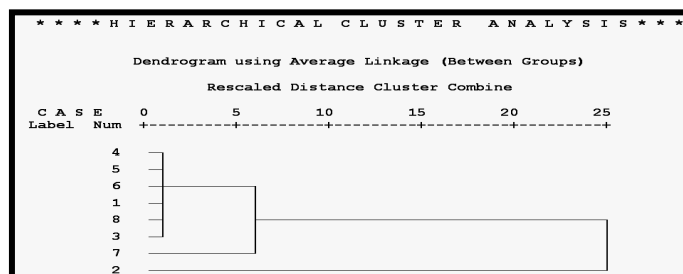 * * * * H I E R A R C H I C A L   C L U S T E R   A N A L Y S I S * * *
Dendrogram using Average Linkage (Between Groups)
Rescaled Distance Cluster Combine
C A S E 0 5 10 15 20 25
Label Num +---------+---------+---------+---------+---------+
4
5
6
1
8
3
7
2